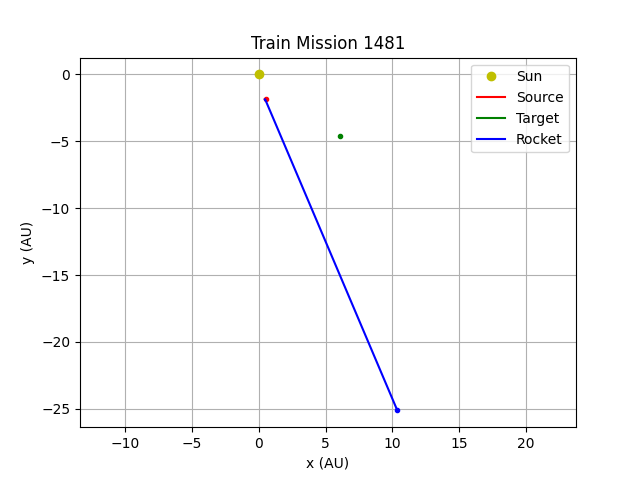 Train Mission 1481
Sun
Source
Target
Rocket
y (AU)
0
−5
−10
−15
−20
−25
−10
−5
0
5
10
15
20
x (AU)